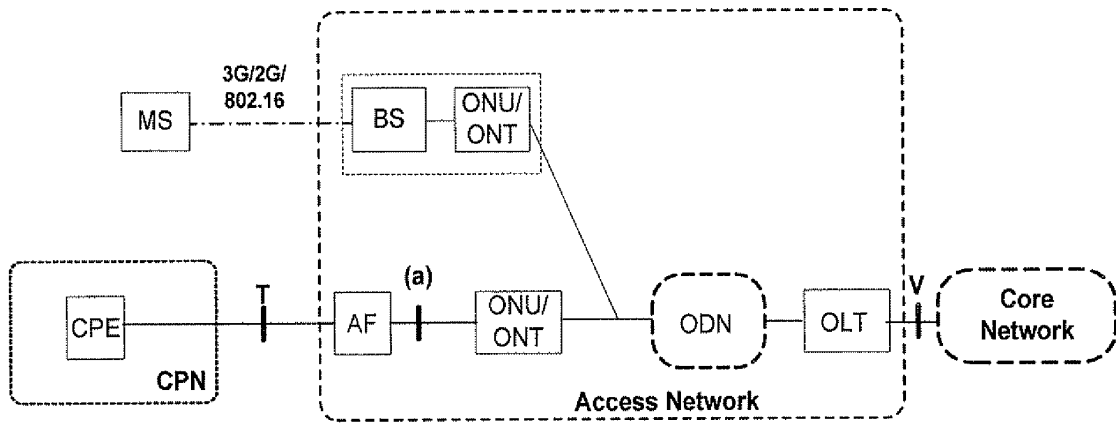 3G/2G/
802.16
MS
BS
ONU/
ONT
CPE
CPN
T
AF
(a)
ONU/
ONT
ODN
OLT
V
Core
Network
Access Network